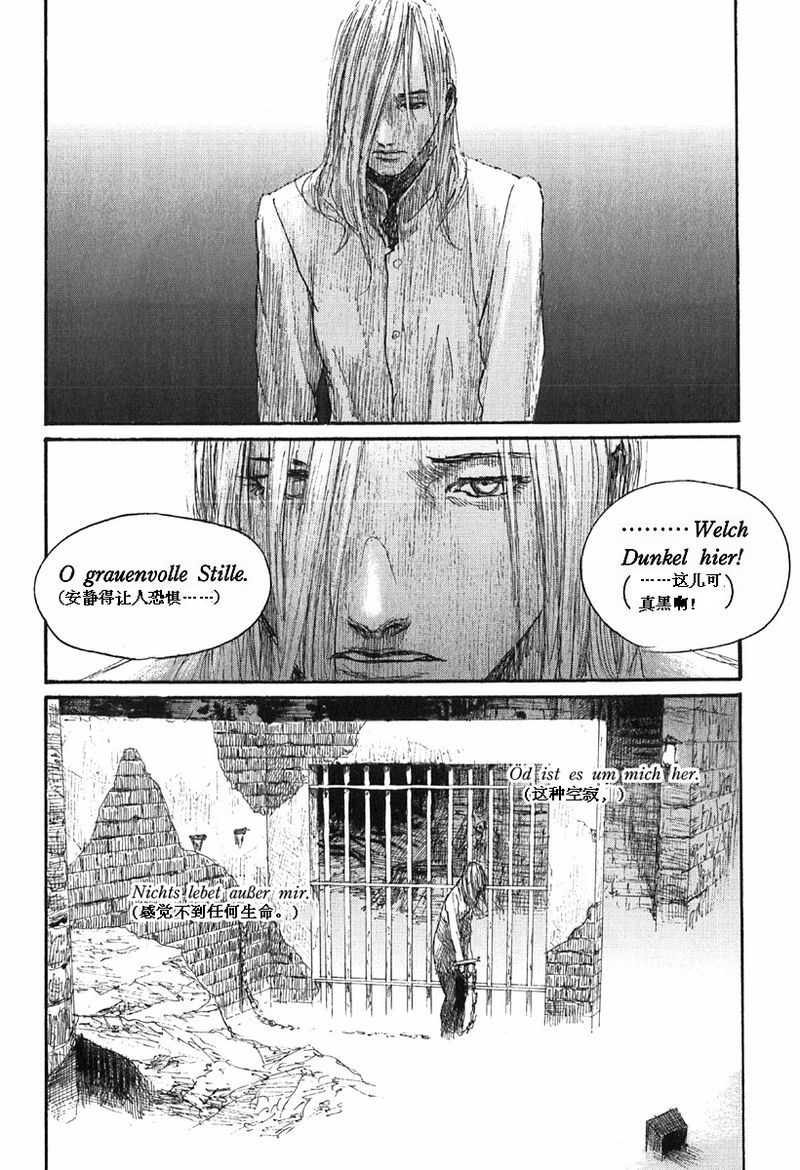 ………Welch
Dunkel hier!
(……这儿可
真黑啊!)
O grauenvolle Stille.
(安静得让人恐惧……)
Öd ist es um mich her.
(这种空寂,)
Nichts lebet außer mir.
(感觉不到任何生命。)